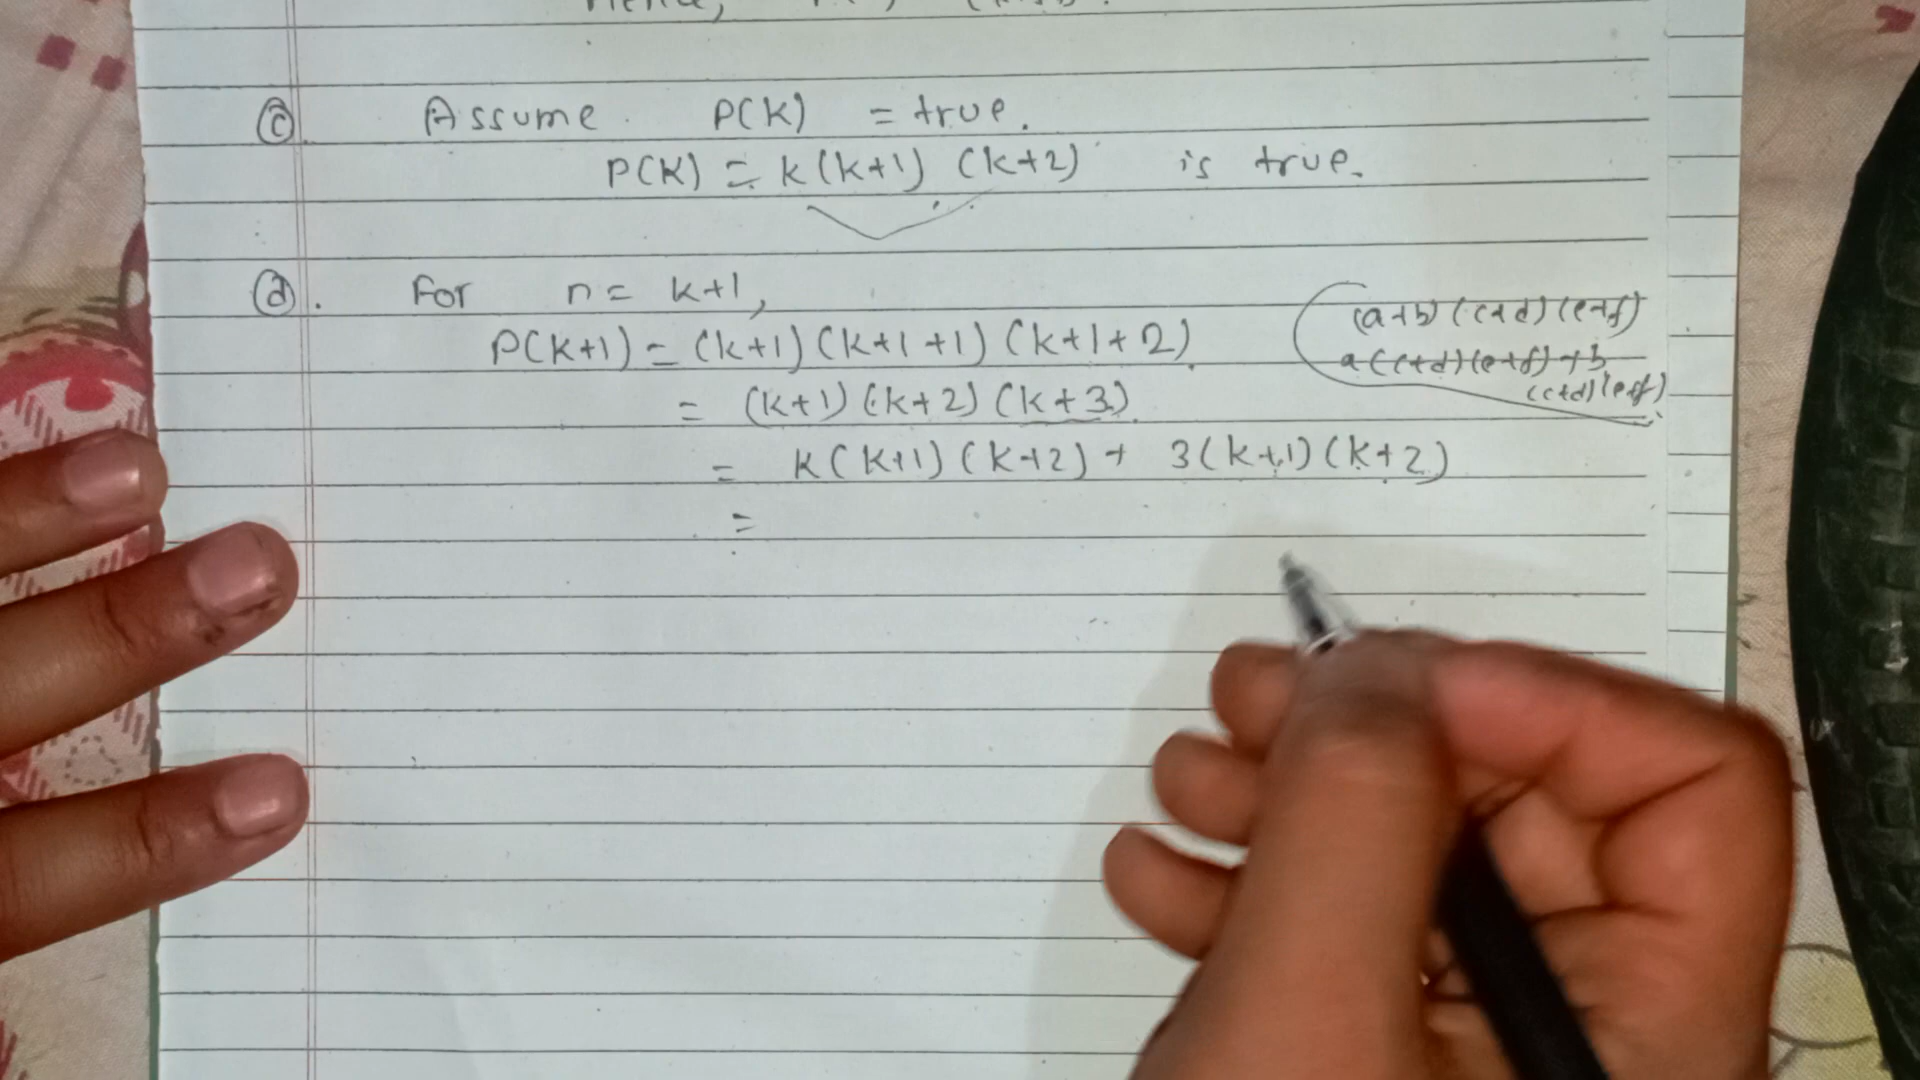 Hence,
ⓒ. Assume P(K) = true.
P(K) = k(k+1) (k+2) is true.
ⓓ. For n = k+1,
P(k+1) = (k+1) (k+1+1) (k+1+2).
= (k+1) (k+2) (k+3).
= k(k+1) (k+2) + 3(k+1) (k+2)
=
(a+b) (c+d) (e+f)
a(c+d)(e+f) + b
(c+d)(e+f)